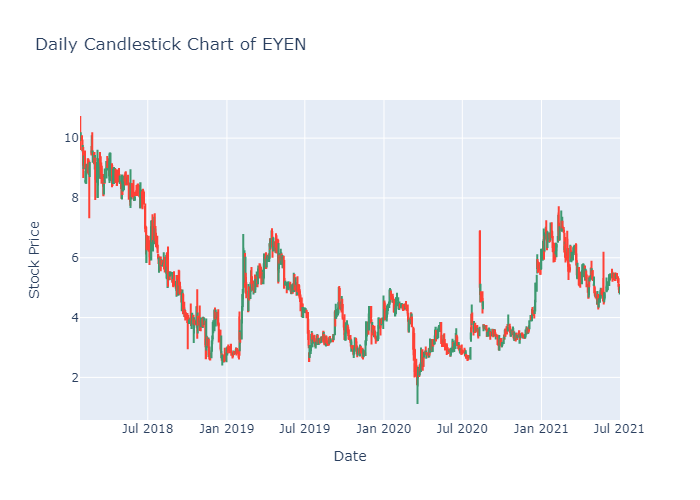 Daily Candlestick Chart of EYEN
Stock Price
10
8
6
4
2
Jul 2018
Jan 2019
Jul 2019
Jan 2020
Jul 2020
Jan 2021
Jul 2021
Date